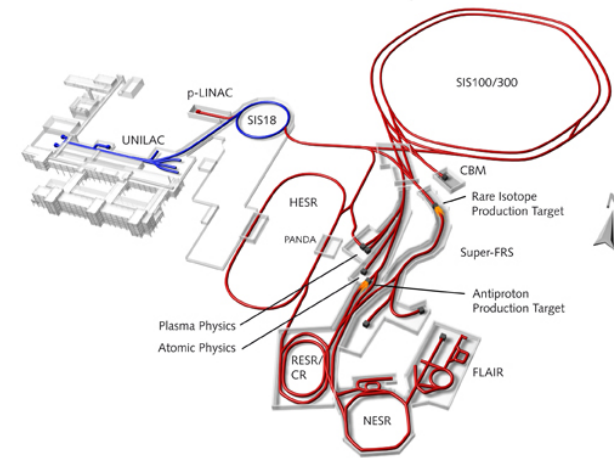 SIS100/300
p-LINAC
SIS18
UNILAC
CBM
Rare Isotope
Production Target
HESR
PANDA
Super-FRS
Antiproton
Production Target
Plasma Physics
Atomic Physics
RESR/
CR
FLAIR
NESR